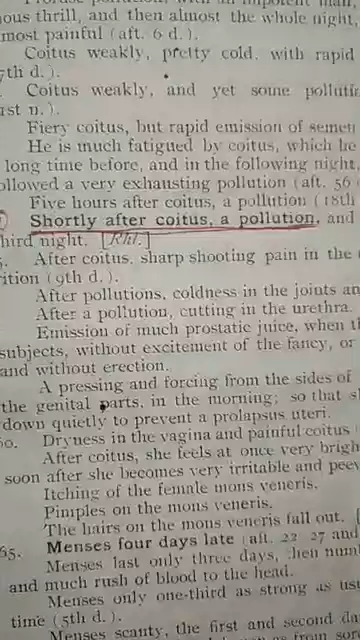 ous thrill, and then almost the whole night,
most painful (aft. 6 d.).
Coitus weakly, pretty cold, with rapid
7th d.).
Coitus weakly, and yet some
1st n.).
Fiery coitus, but rapid emission of semen
He is much fatigued by coitus, which he
long time before, and in the following night,
ollowed a very exhausting pollution (aft. 56
Five hours after coitus, a pollution (18th
Shortly after coitus, a pollution, and
hird night. [Rhl.]
After coitus, sharp shooting pain in the
rition (9th d.).
After pollutions, coldness in the joints an
After a pollution, cutting in the urethra.
Emission of much prostatic juice, when
subjects, without excitement of the fancy, or
and without erection.
A pressing and forcing from the sides of
the genital parts, in the morning; so that
down quietly to prevent a prolapsus uteri.
60. Dryness in the vagina and painful coitus
After coitus, she feels at once very brigh
soon after she becomes very irritable and peev
Itching of the female mons veneris.
Pimples on the mons veneris.
The hairs on the mons veneris fall out. [
65. Menses four days late (aft. 22 27 and
Menses last only three days, then num
and much rush of blood to the head.
Menses only one-third as strong as usu
time (5th d.).
Menses scanty, the first and second da